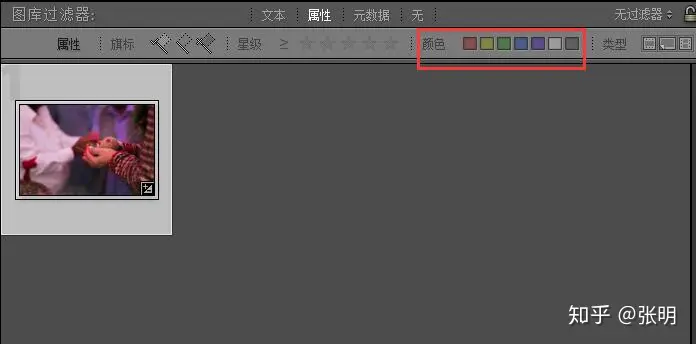 图库过滤器: 文本 属性 元数据 无 无过滤器
属性 旗标 星级 ≥ 颜色 类型
知乎 @张明